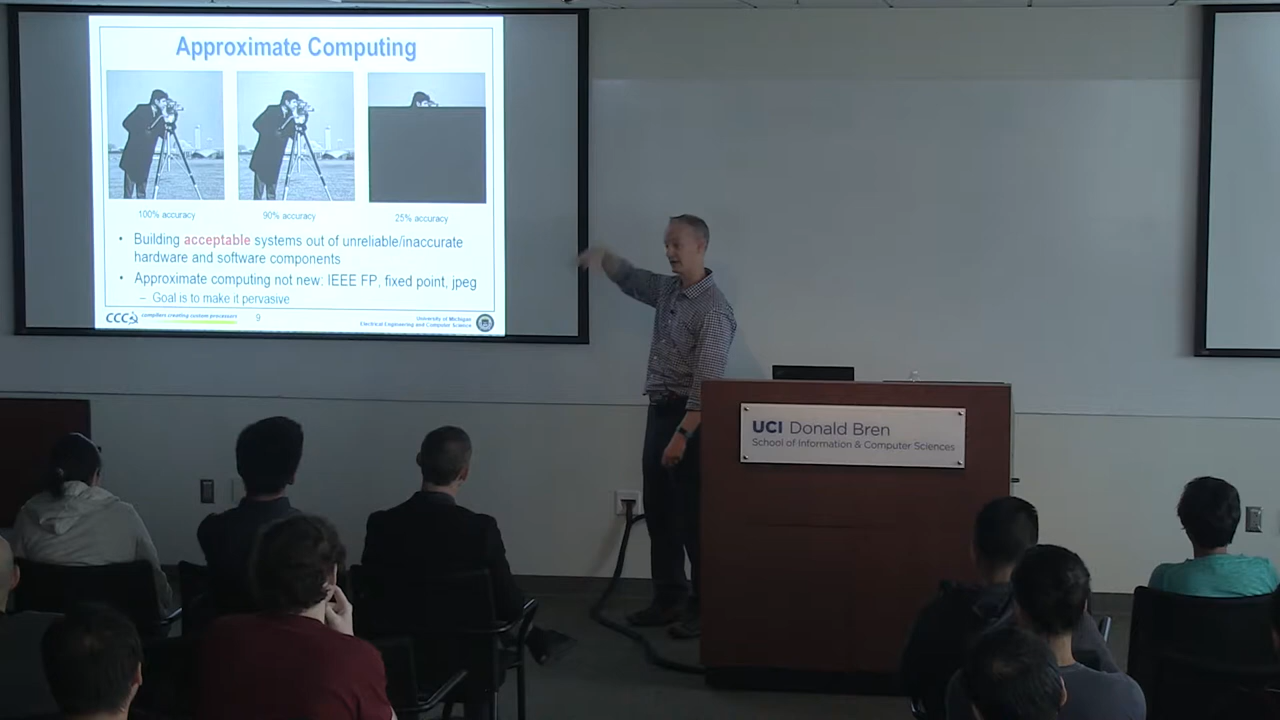 Approximate Computing
100% accuracy
90% accuracy
25% accuracy
• Building acceptable systems out of unreliable/inaccurate
hardware and software components
• Approximate computing not new: IEEE FP, fixed point, jpeg
– Goal is to make it pervasive
CCC compilers creating custom processors
9
University of Michigan
Electrical Engineering and Computer Science
UCI Donald Bren
School of Information & Computer Sciences